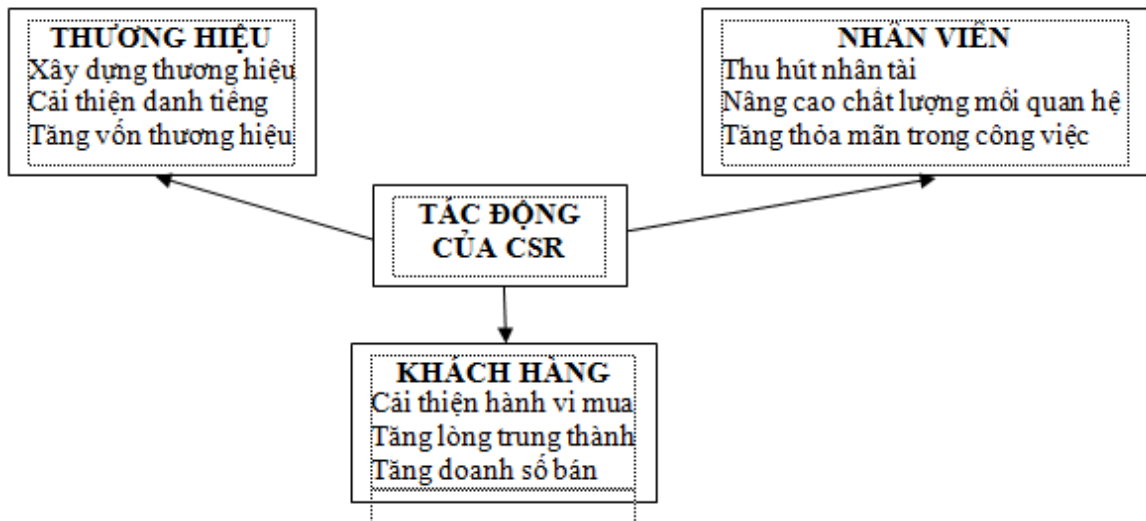 THƯƠNG HIỆU
Xây dựng thương hiệu
Cải thiện danh tiếng
Tăng vốn thương hiệu
NHÂN VIÊN
Thu hút nhân tài
Nâng cao chất lượng mối quan hệ
Tăng thỏa mãn trong công việc
TÁC ĐỘNG
CỦA CSR
KHÁCH HÀNG
Cải thiện hành vi mua
Tăng lòng trung thành
Tăng doanh số bán